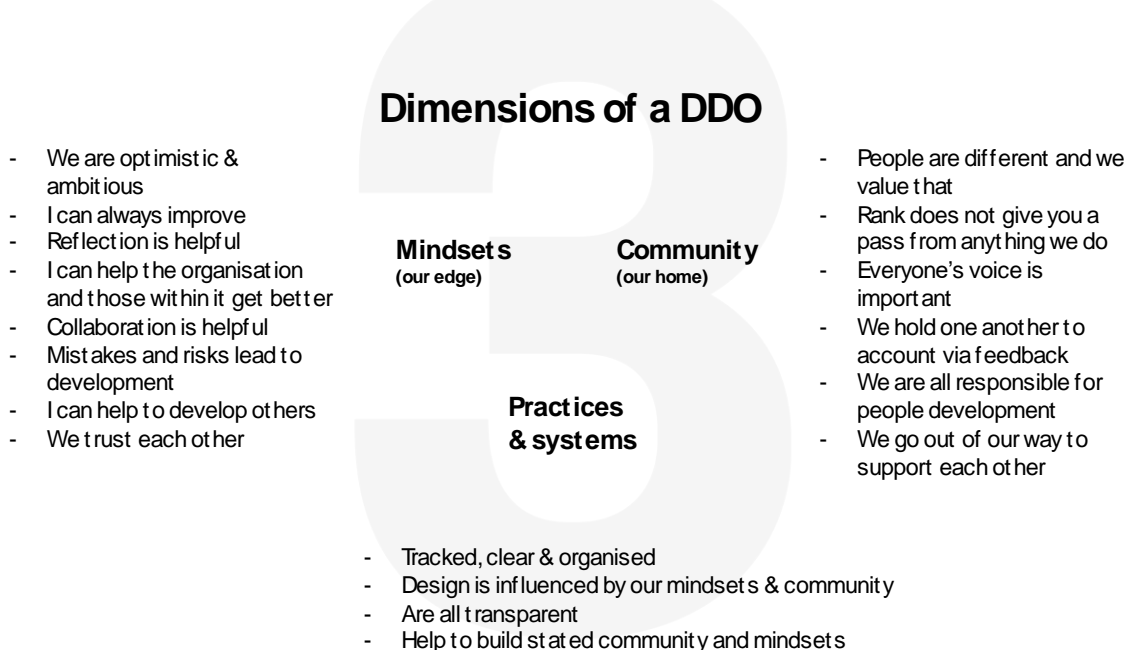 3
Dimensions of a DDO
- We are optimistic &
ambitious
- I can always improve
- Reflection is helpful
- I can help the organisation
and those within it get better
- Collaboration is helpful
- Mistakes and risks lead to
development
- I can help to develop others
- We trust each other
Mindsets
(our edge)
Community
(our home)
Practices
& systems
- People are different and we
value that
- Rank does not give you a
pass from anything we do
- Everyone’s voice is
important
- We hold one another to
account via feedback
- We are all responsible for
people development
- We go out of our way to
support each other
- Tracked, clear & organised
- Design is influenced by our mindsets & community
- Are all transparent
- Help to build stated community and mindsets